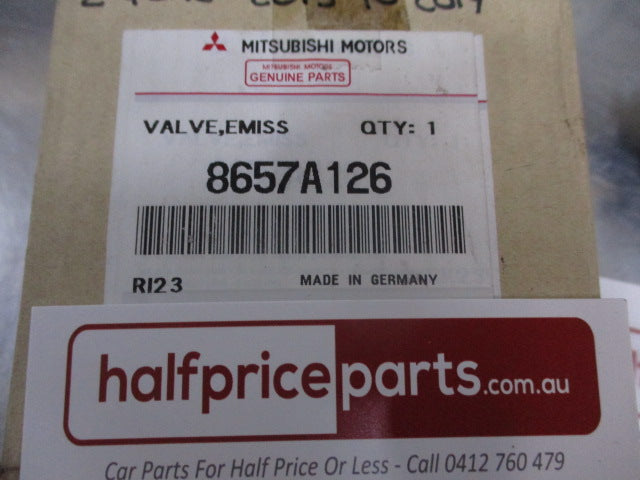 MITSUBISHI MOTORS
MITSUBISHI MOTORS
GENUINE PARTS
VALVE,EMISS QTY: 1
8657A126
RI23 MADE IN GERMANY
halfpriceparts.com.au
Car Parts For Half Price Or Less - Call 0412 760 479